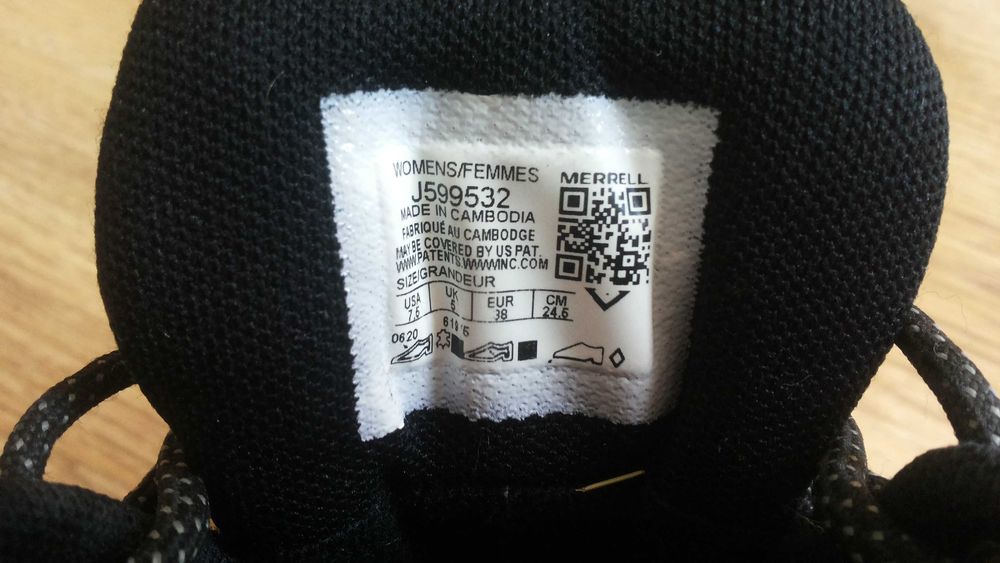 WOMENS/FEMMES
MERRELL
J599532
MADE IN CAMBODIA
FABRIQUÉ AU CAMBODGE
MAY BE COVERED BY US PAT.
WWW.PATENTS.WWWINC.COM
SIZE/GRANDEUR
USA UK EUR CM
7.5 5 38 24.5
0620